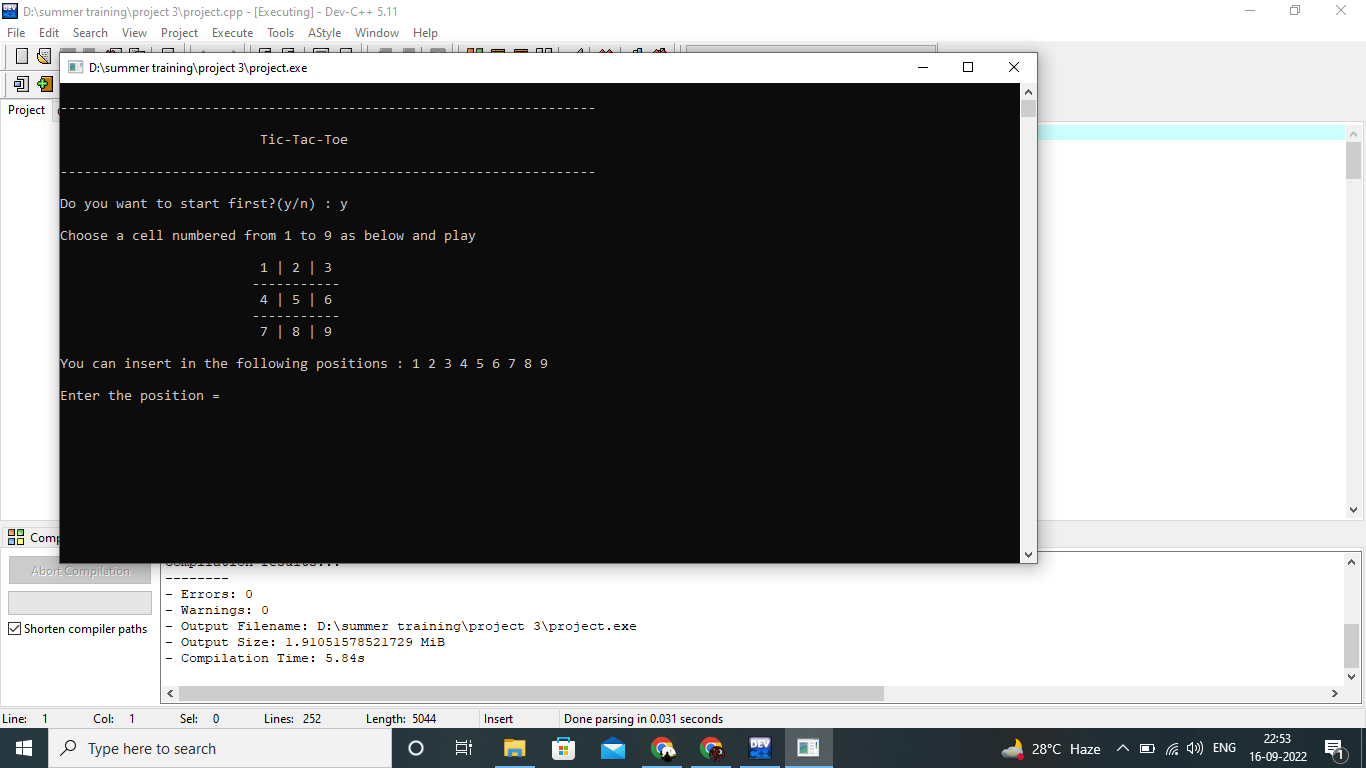 D:\summer training\project 3\project.cpp - [Executing] - Dev-C++ 5.11
File Edit Search View Project Execute Tools AStyle Window Help
D:\summer training\project 3\project.exe
Project
-------------------------------------------------------------------
Tic-Tac-Toe
-------------------------------------------------------------------
Do you want to start first?(y/n) : y
Choose a cell numbered from 1 to 9 as below and play
1 | 2 | 3
-----------
4 | 5 | 6
-----------
7 | 8 | 9
You can insert in the following positions : 1 2 3 4 5 6 7 8 9
Enter the position =
Comp
Abort Compilation
Shorten compiler paths
Compilation results...
--------
- Errors: 0
- Warnings: 0
- Output Filename: D:\summer training\project 3\project.exe
- Output Size: 1.91051578521729 MiB
- Compilation Time: 5.84s
Line: 1 Col: 1 Sel: 0 Lines: 252 Length: 5044 Insert Done parsing in 0.031 seconds
Type here to search
DEV
28°C Haze
ENG
22:53
16-09-2022
1